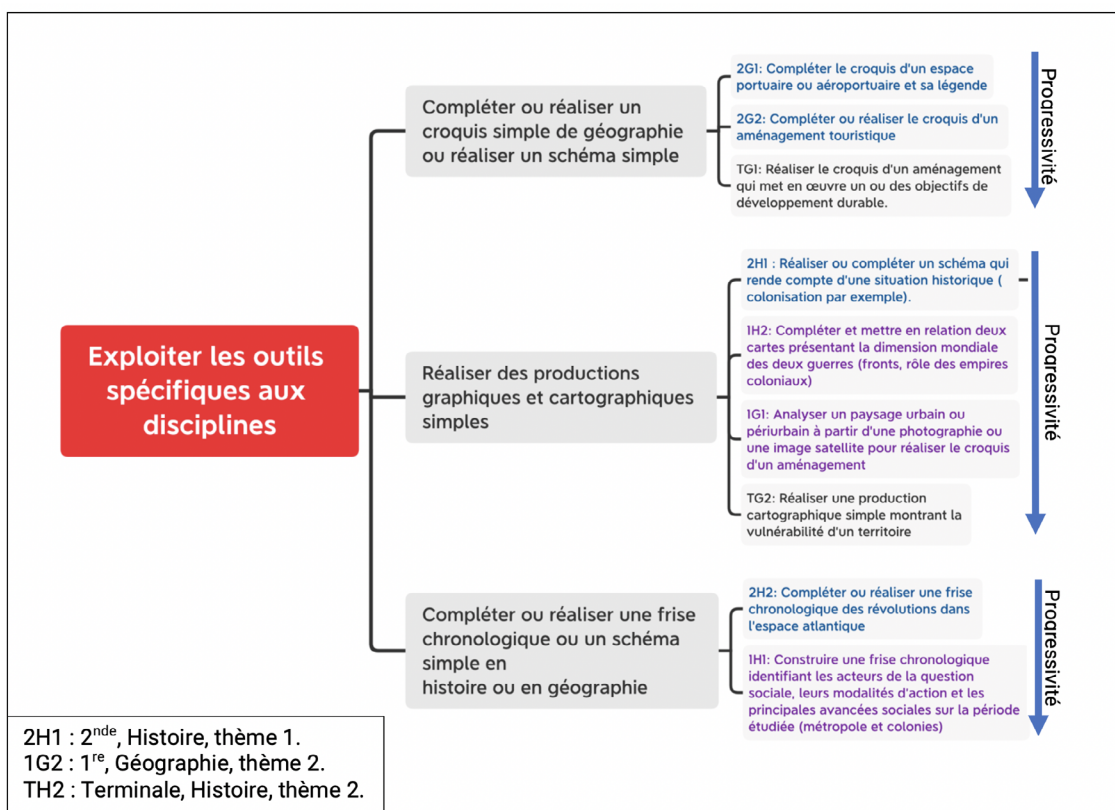 Exploiter les outils
spécifiques aux
disciplines
Compléter ou réaliser un
croquis simple de géographie
ou réaliser un schéma simple
2G1: Compléter le croquis d'un espace
portuaire ou aéroportuaire et sa légende
2G2: Compléter ou réaliser le croquis d'un
aménagement touristique
TG1: Réaliser le croquis d'un aménagement
qui met en œuvre un ou des objectifs de
développement durable.
Progressivité
Réaliser des productions
graphiques et cartographiques
simples
2H1 : Réaliser ou compléter un schéma qui
rende compte d'une situation historique (
colonisation par exemple).
1H2: Compléter et mettre en relation deux
cartes présentant la dimension mondiale
des deux guerres (fronts, rôle des empires
coloniaux)
1G1: Analyser un paysage urbain ou
périurbain à partir d'une photographie ou
une image satellite pour réaliser le croquis
d'un aménagement
TG2: Réaliser une production
cartographique simple montrant la
vulnérabilité d'un territoire
Progressivité
Compléter ou réaliser une frise
chronologique ou un schéma
simple en
histoire ou en géographie
2H2: Compléter ou réaliser une frise
chronologique des révolutions dans
l'espace atlantique
1H1: Construire une frise chronologique
identifiant les acteurs de la question
sociale, leurs modalités d'action et les
principales avancées sociales sur la période
étudiée (métropole et colonies)
Progressivité
2H1 : 2nde, Histoire, thème 1.
1G2 : 1re, Géographie, thème 2.
TH2 : Terminale, Histoire, thème 2.